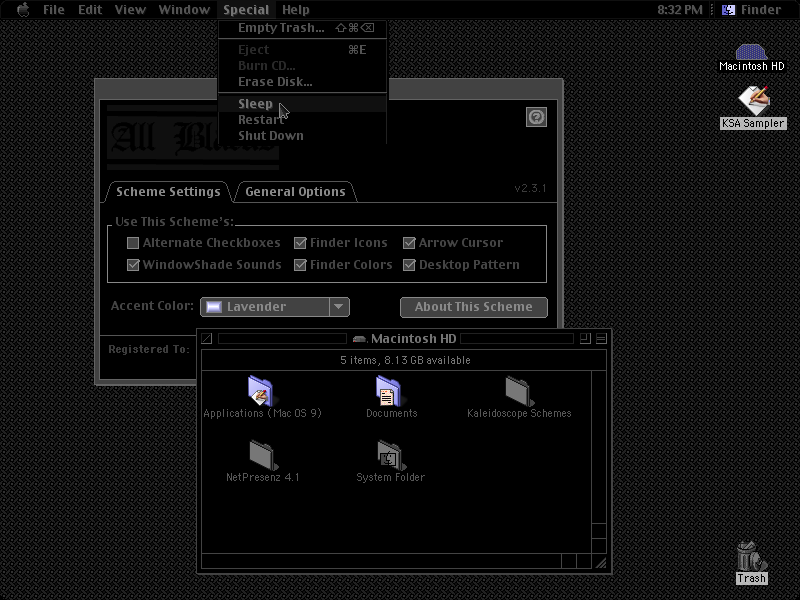 File Edit View Window Special Help 8:32 PM Finder
Empty Trash... ⇧⌘⌫
Eject ⌘E
Burn CD...
Erase Disk...
Sleep
Restart
Shut Down
Macintosh HD
KSA Sampler
All Blacks
Scheme Settings General Options v2.3.1
Use This Scheme's:
Alternate Checkboxes Finder Icons Arrow Cursor
WindowShade Sounds Finder Colors Desktop Pattern
Accent Color: Lavender About This Scheme
Registered To:
Macintosh HD
5 items, 8.13 GB available
Applications (Mac OS 9) Documents Kaleidoscope Schemes
NetPresenz 4.1 System Folder
Trash